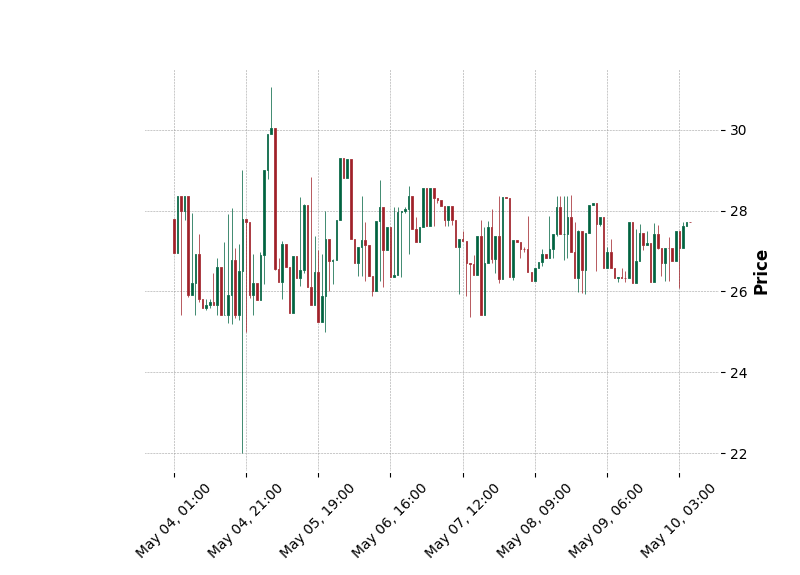 30
28
26
24
22
Price
May 04, 01:00
May 04, 21:00
May 05, 19:00
May 06, 16:00
May 07, 12:00
May 08, 09:00
May 09, 06:00
May 10, 03:00